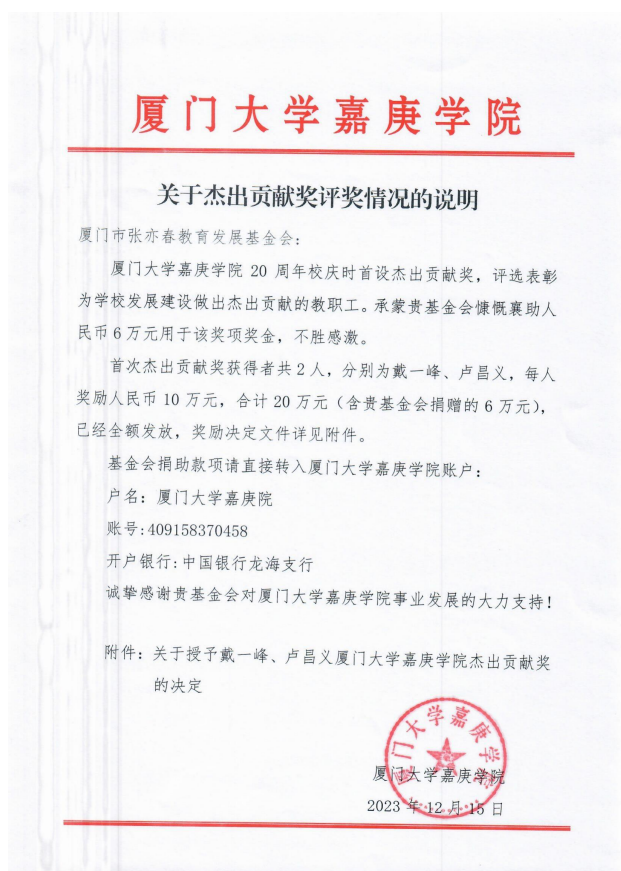 厦门大学嘉庚学院
关于杰出贡献奖评奖情况的说明
厦门市张亦春教育发展基金会：
厦门大学嘉庚学院 20 周年校庆时首设杰出贡献奖，评选表彰
为学校发展建设做出杰出贡献的教职工。承蒙贵基金会慷慨襄助人
民币 6 万元用于该奖项奖金，不胜感激。
首次杰出贡献奖获得者共 2 人，分别为戴一峰、卢昌义，每人
奖励人民币 10 万元，合计 20 万元（含贵基金会捐赠的 6 万元），
已经全额发放，奖励决定文件详见附件。
基金会捐助款项请直接转入厦门大学嘉庚学院账户：
户名：厦门大学嘉庚院
账号:409158370458
开户银行:中国银行龙海支行
诚挚感谢贵基金会对厦门大学嘉庚学院事业发展的大力支持！
附件：关于授予戴一峰、卢昌义厦门大学嘉庚学院杰出贡献奖
的决定
厦门大学嘉庚学院
厦门大学嘉庚学院
2023 年 12 月 15 日